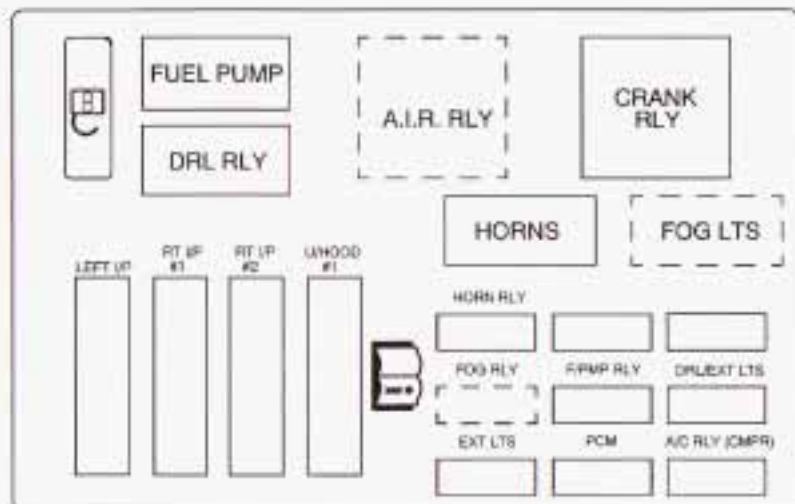 FUEL PUMP
DRL RLY
A.I.R. RLY
CRANK
RLY
HORNS
FOG LTS
LEFT I/P
RT I/P
#1
RT I/P
#2
U/HOOD
#1
HORN RLY
FOG RLY
F/PMP RLY
DRL/EXT LTS
EXT LTS
PCM
A/C RLY (CMPR)